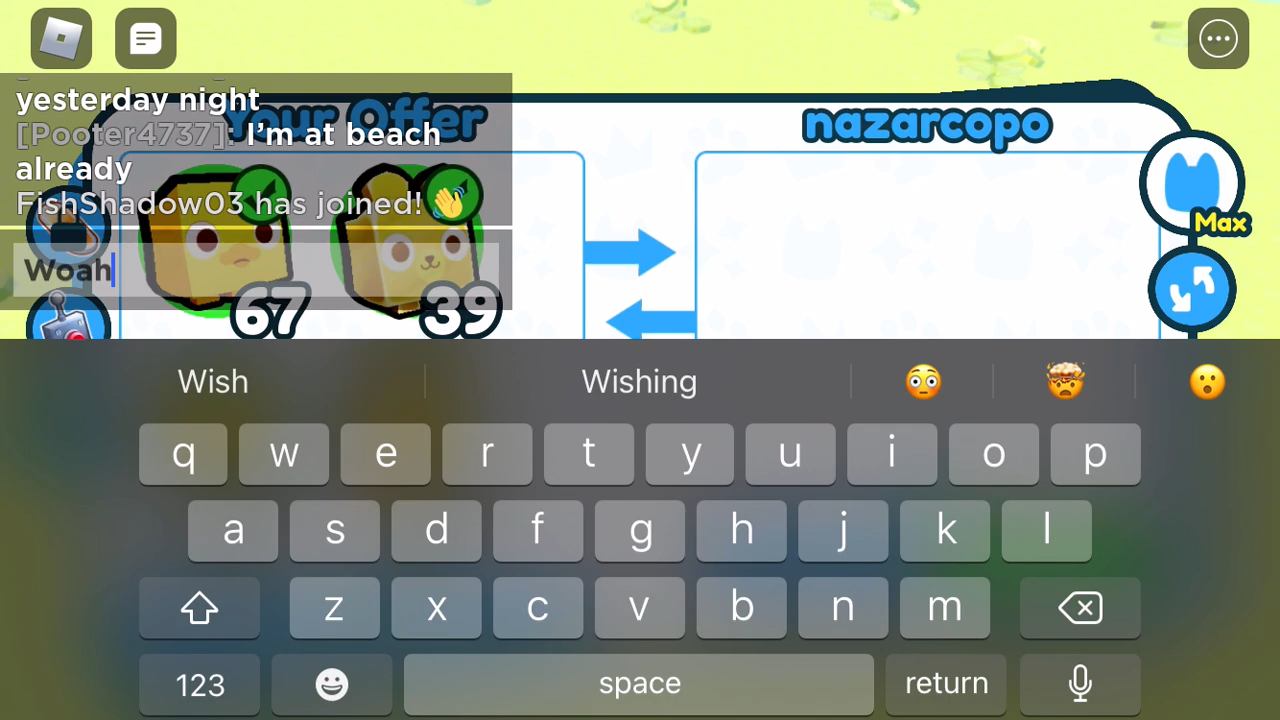 yesterday night
[Pooter4737]: I'm at beach
already
FishShadow03 has joined! 👋
Woah
Your Offer
nazarcopo
67
39
Max
Wish Wishing 😳 🤯 😮
q w e r t y u i o p
a s d f g h j k l
z x c v b n m
123 space return